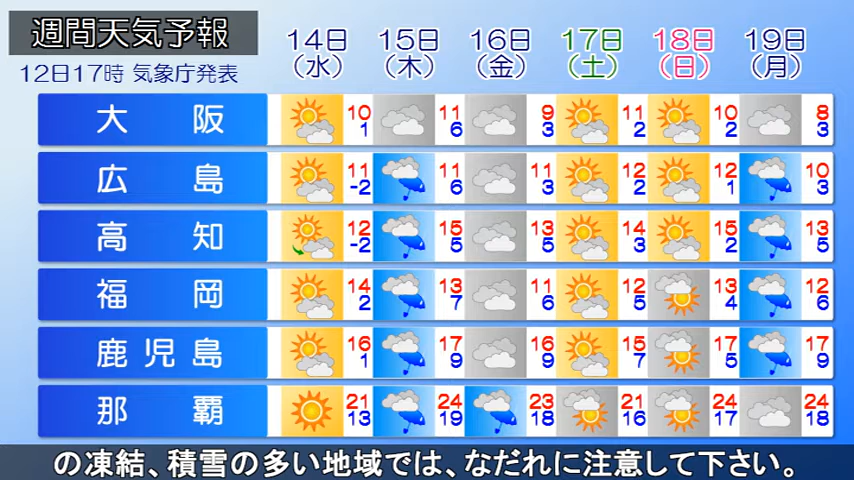 週間天気予報
12日17時 気象庁発表
14日 15日 16日 17日 18日 19日
(水) (木) (金) (土) (日) (月)
大阪 10 1 11 6 9 3 11 2 10 2 8 3
広島 11 -2 11 6 11 3 12 2 12 1 10 3
高知 12 -2 15 5 13 5 14 3 15 2 13 5
福岡 14 2 13 7 11 6 12 5 13 4 12 6
鹿児島 16 1 17 9 16 9 15 7 17 5 17 9
那覇 21 13 24 19 23 18 21 16 24 17 24 18
の凍結、積雪の多い地域では、なだれに注意して下さい。